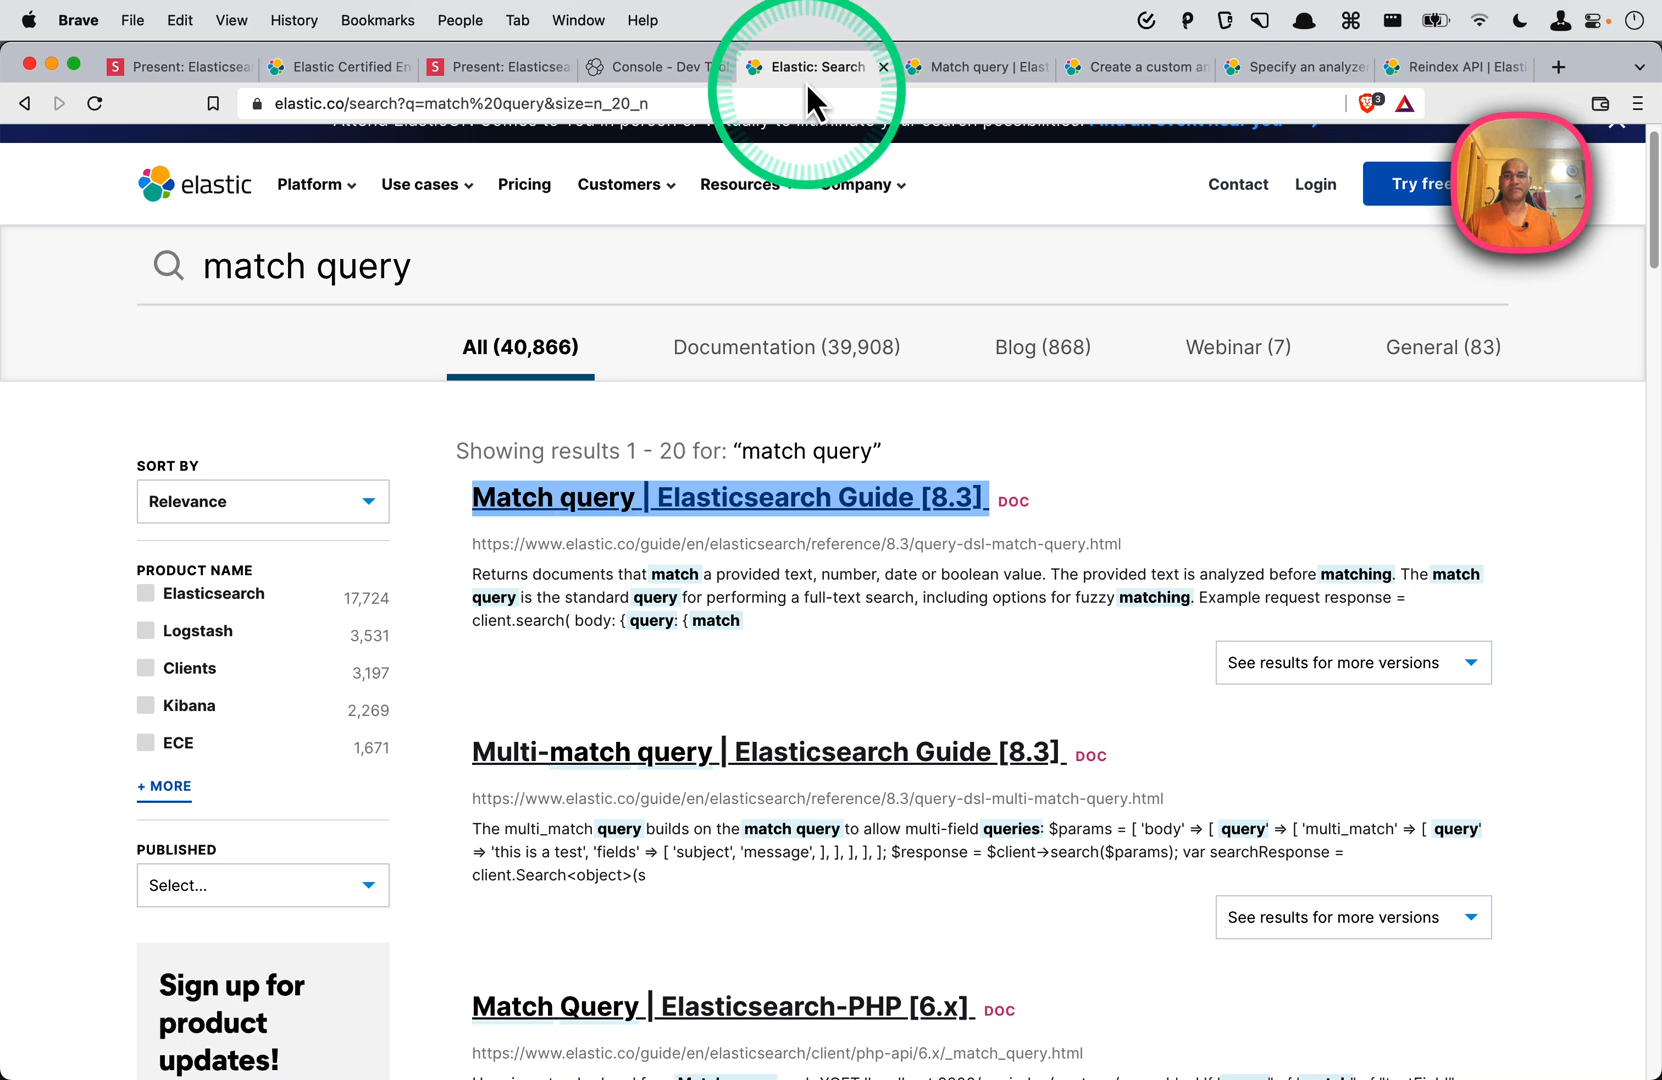 Brave File Edit View History Bookmarks People Tab Window Help
Present: Elasticsea
Elastic Certified En
Present: Elasticsea
Console - Dev Tool
Elastic: Search
Match query | Elast
Create a custom an
Specify an analyze
Reindex API | Elasti
elastic.co/search?q=match%20query&size=n_20_n
3
elastic Platform Use cases Pricing Customers Resources Company Contact Login Try free
match query
All (40,866) Documentation (39,908) Blog (868) Webinar (7) General (83)
Showing results 1 - 20 for: “match query”
SORT BY
Relevance
PRODUCT NAME
Elasticsearch 17,724
Logstash 3,531
Clients 3,197
Kibana 2,269
ECE 1,671
+ MORE
PUBLISHED
Select...
Sign up for
product
updates!
Match query | Elasticsearch Guide [8.3] DOC
https://www.elastic.co/guide/en/elasticsearch/reference/8.3/query-dsl-match-query.html
Returns documents that match a provided text, number, date or boolean value. The provided text is analyzed before matching. The match
query is the standard query for performing a full-text search, including options for fuzzy matching. Example request response =
client.search( body: { query: { match
See results for more versions
Multi-match query | Elasticsearch Guide [8.3] DOC
https://www.elastic.co/guide/en/elasticsearch/reference/8.3/query-dsl-multi-match-query.html
The multi_match query builds on the match query to allow multi-field queries: $params = [ 'body' => [ query' => [ 'multi_match' => [ query'
=> 'this is a test', 'fields' => [ 'subject', 'message', ], ], ], ], ]; $response = $client->search($params); var searchResponse =
client.Search<object>(s
See results for more versions
Match Query | Elasticsearch-PHP [6.x] DOC
https://www.elastic.co/guide/en/elasticsearch/client/php-api/6.x/_match_query.html